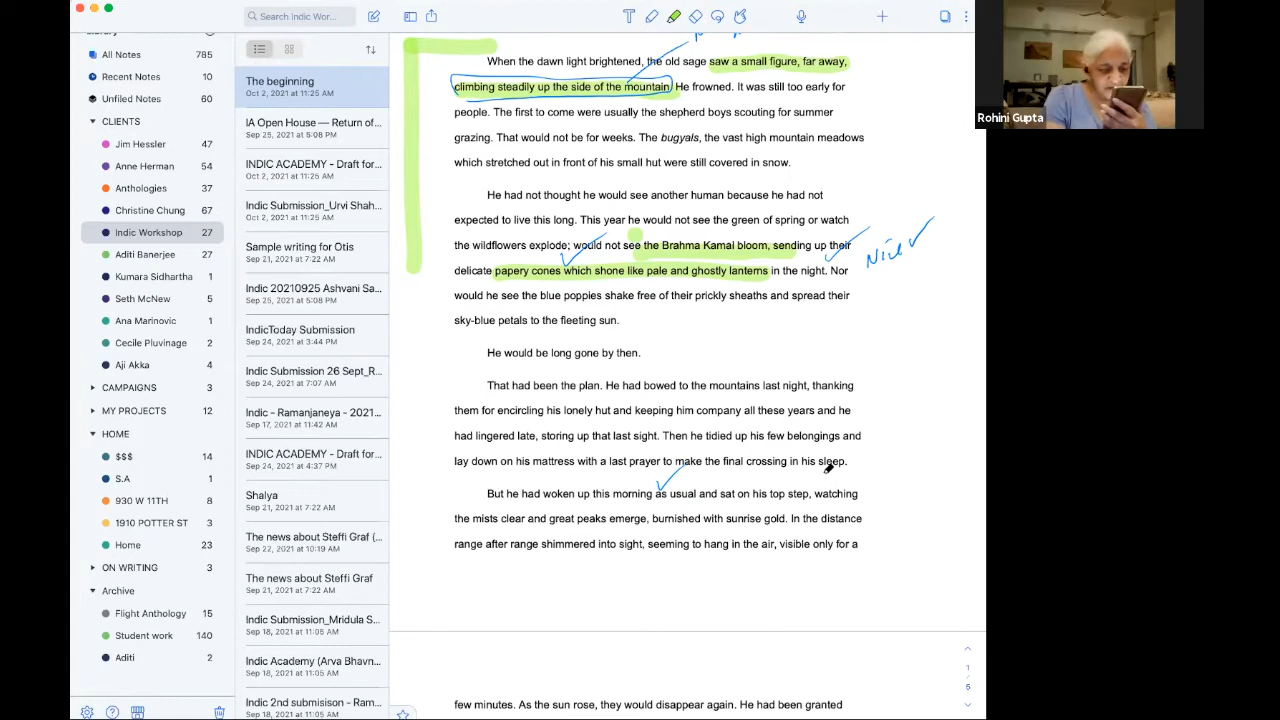 Search Indic Wor...
All Notes 785
Recent Notes 10
Unfiled Notes 60
CLIENTS
Jim Hessler 47
Anne Herman 54
Anthologies 37
Christine Chung 67
Indic Workshop 27
Aditi Banerjee 27
Kumara Sidhartha 1
Seth McNew 2
Ana Marinovic 1
Cecile Pluvinage 2
Aji Akka 4
CAMPAIGNS 3
MY PROJECTS 12
HOME
$$$ 14
S.A 1
930 W 11TH 8
1910 POTTER ST 3
Home 23
ON WRITING 3
Archive
Flight Anthology 15
Student work 140
Aditi 2
The beginning
Oct 2, 2021 at 11:25 AM
IA Open House — Return of...
Sep 25, 2021 at 5:08 PM
INDIC ACADEMY - Draft for...
Oct 2, 2021 at 11:25 AM
Indic Submission_Urvi Shah...
Oct 2, 2021 at 11:25 AM
Sample writing for Otis
Oct 2, 2021 at 11:25 AM
Indic 20210925 Ashvani Sa...
Sep 25, 2021 at 5:08 PM
IndicToday Submission
Sep 24, 2021 at 3:44 PM
Indic Submission 26 Sept_R...
Sep 24, 2021 at 7:07 AM
Indic - Ramanjaneya - 2021...
Sep 17, 2021 at 11:42 AM
INDIC ACADEMY - Draft for...
Sep 24, 2021 at 4:37 PM
Shalya
Sep 21, 2021 at 7:22 AM
The news about Steffi Graf (...
Sep 22, 2021 at 10:19 AM
The news about Steffi Graf
Sep 21, 2021 at 7:22 AM
Indic Submission_Mridula S...
Sep 18, 2021 at 11:05 AM
Indic Academy (Arva Bhavn...
Sep 18, 2021 at 11:05 AM
Indic 2nd submisison - Ram...
Sep 18, 2021 at 11:05 AM
When the dawn light brightened, the old sage saw a small figure, far away,
climbing steadily up the side of the mountain. He frowned. It was still too early for
people. The first to come were usually the shepherd boys scouting for summer
grazing. That would not be for weeks. The bugyals, the vast high mountain meadows
which stretched out in front of his small hut were still covered in snow.
He had not thought he would see another human because he had not
expected to live this long. This year he would not see the green of spring or watch
the wildflowers explode; would not see the Brahma Kamal bloom, sending up their
delicate papery cones which shone like pale and ghostly lanterns in the night. Nor
would he see the blue poppies shake free of their prickly sheaths and spread their
sky-blue petals to the fleeting sun.
He would be long gone by then.
That had been the plan. He had bowed to the mountains last night, thanking
them for encircling his lonely hut and keeping him company all these years and he
had lingered late, storing up that last sight. Then he tidied up his few belongings and
lay down on his mattress with a last prayer to make the final crossing in his sleep.
But he had woken up this morning as usual and sat on his top step, watching
the mists clear and great peaks emerge, burnished with sunrise gold. In the distance
range after range shimmered into sight, seeming to hang in the air, visible only for a
few minutes. As the sun rose, they would disappear again. He had been granted
Nice
1
/
5
Rohini Gupta